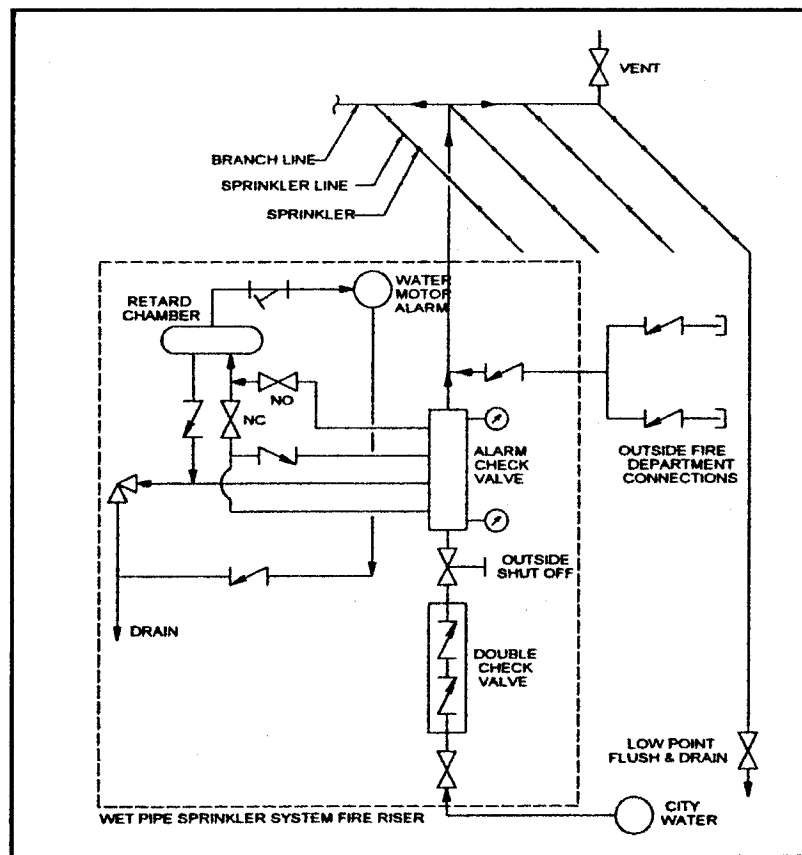 VENT
BRANCH LINE
SPRINKLER LINE
SPRINKLER
WATER
MOTOR
ALARM
RETARD
CHAMBER
NO
NC
ALARM
CHECK
VALVE
OUTSIDE FIRE
DEPARTMENT
CONNECTIONS
OUTSIDE
SHUT OFF
DRAIN
DOUBLE
CHECK
VALVE
LOW POINT
FLUSH & DRAIN
CITY
WATER
WET PIPE SPRINKLER SYSTEM FIRE RISER